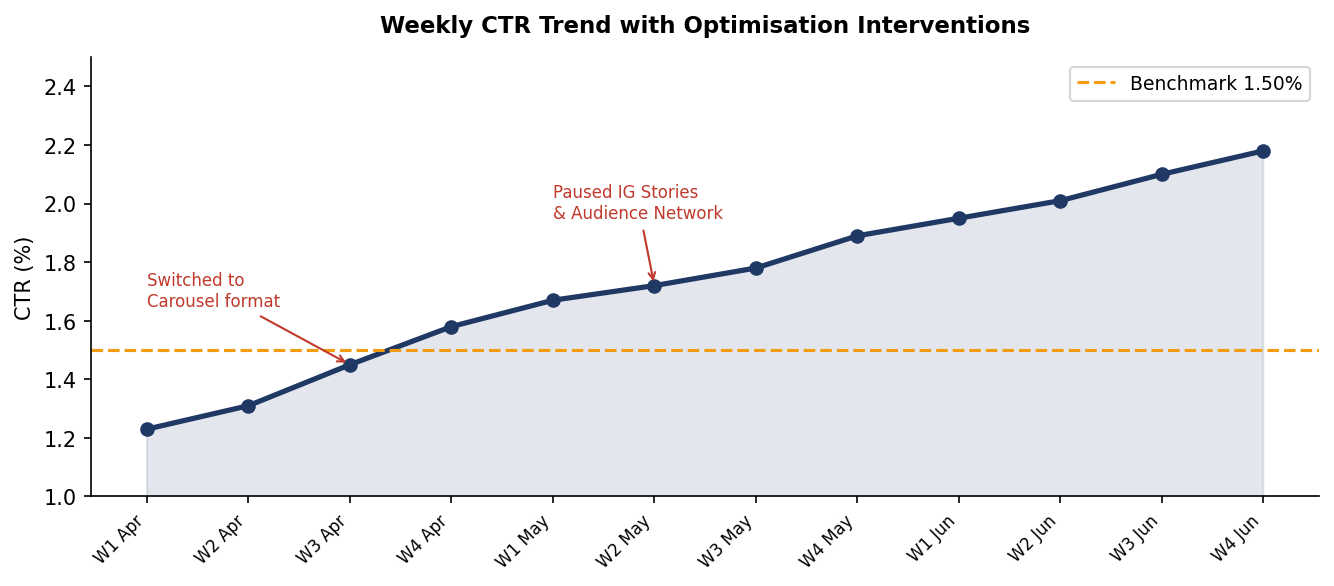 Weekly CTR Trend with Optimisation Interventions
Benchmark 1.50%
CTR (%)
2.4
2.2
2.0
1.8
1.6
1.4
1.2
1.0
Paused IG Stories
& Audience Network
Switched to
Carousel format
W1 Apr
W2 Apr
W3 Apr
W4 Apr
W1 May
W2 May
W3 May
W4 May
W1 Jun
W2 Jun
W3 Jun
W4 Jun